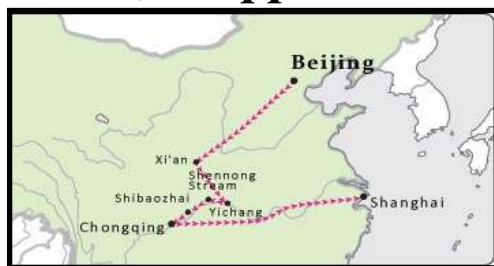 Beijing
Xi'an
Shennong
Stream
Shibaozhai
Yichang
Chongqing
Shanghai